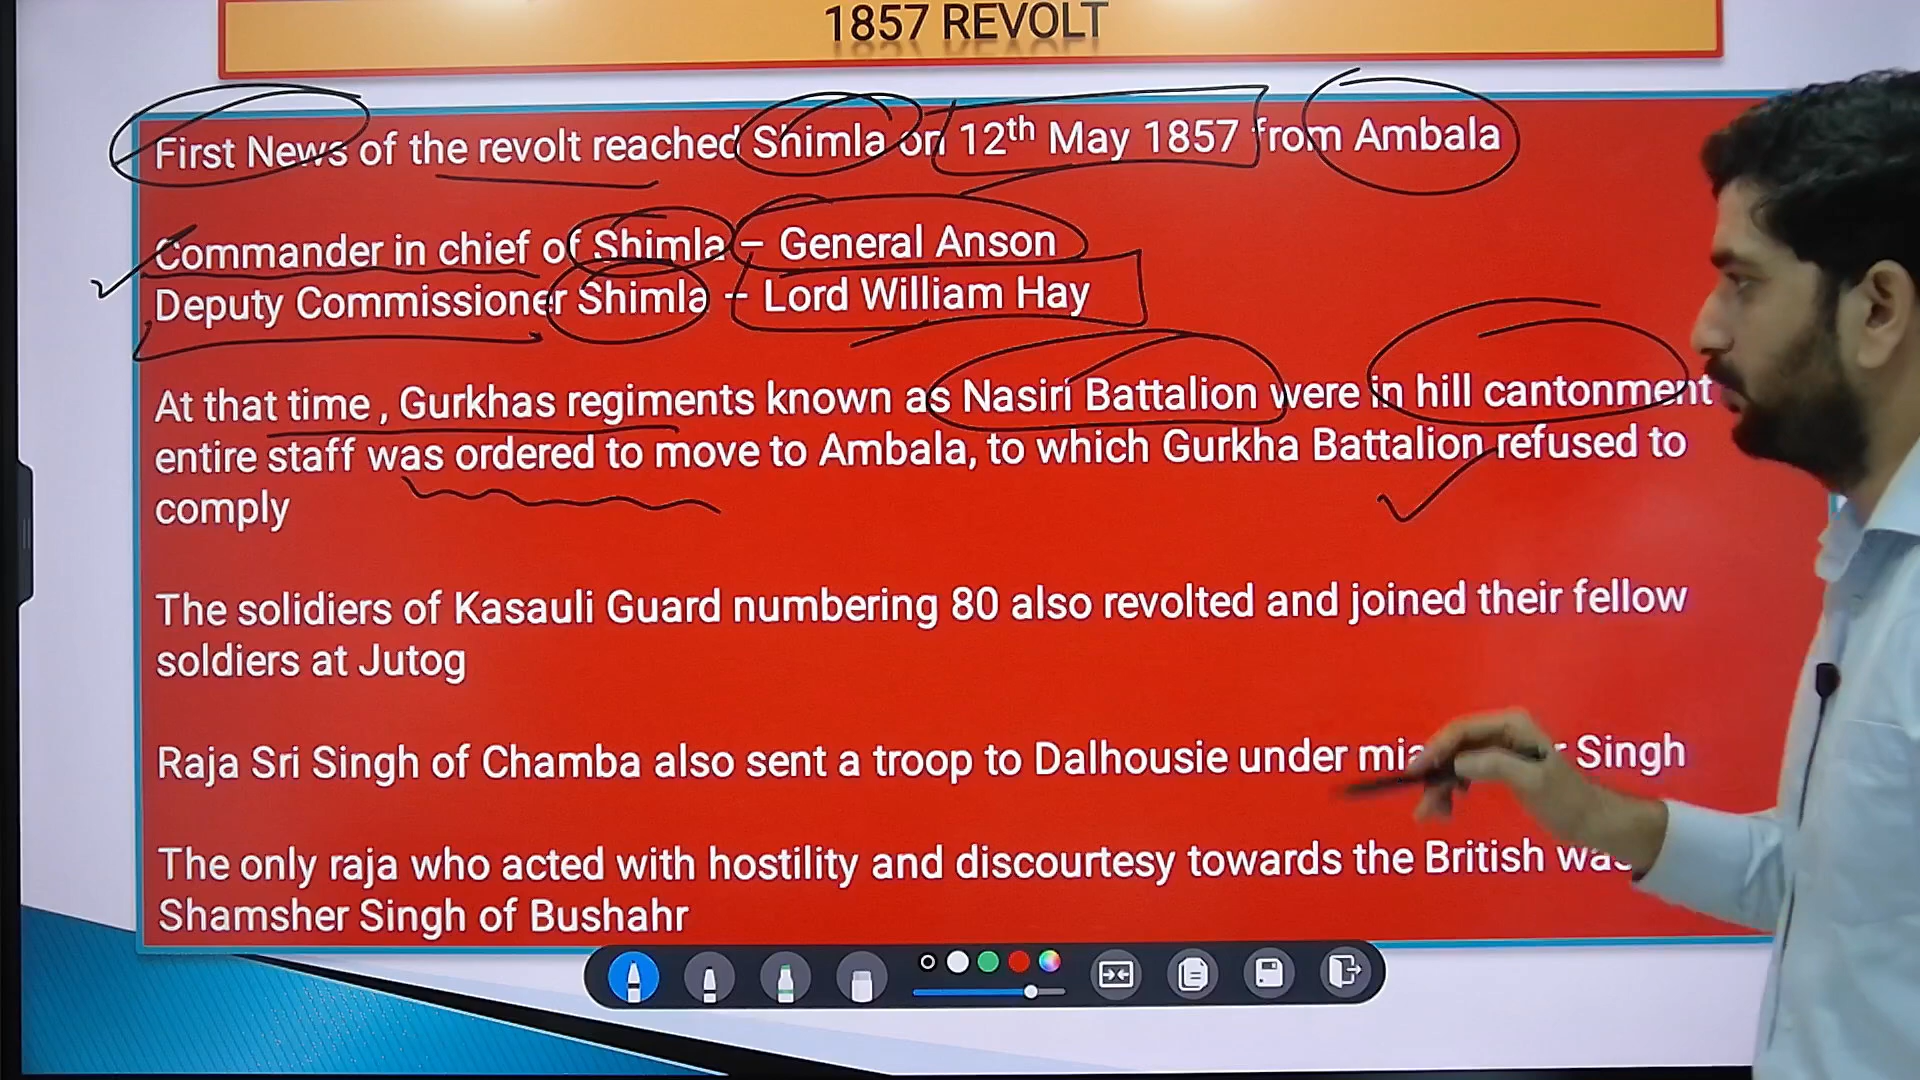 1857 REVOLT
First News of the revolt reached Shimla on 12th May 1857 from Ambala
Commander in chief of Shimla – General Anson
Deputy Commissioner Shimla – Lord William Hay
At that time , Gurkhas regiments known as Nasiri Battalion were in hill cantonment
entire staff was ordered to move to Ambala, to which Gurkha Battalion refused to
comply
The solidiers of Kasauli Guard numbering 80 also revolted and joined their fellow
soldiers at Jutog
Raja Sri Singh of Chamba also sent a troop to Dalhousie under Singh
The only raja who acted with hostility and discourtesy towards the British was
Shamsher Singh of Bushahr